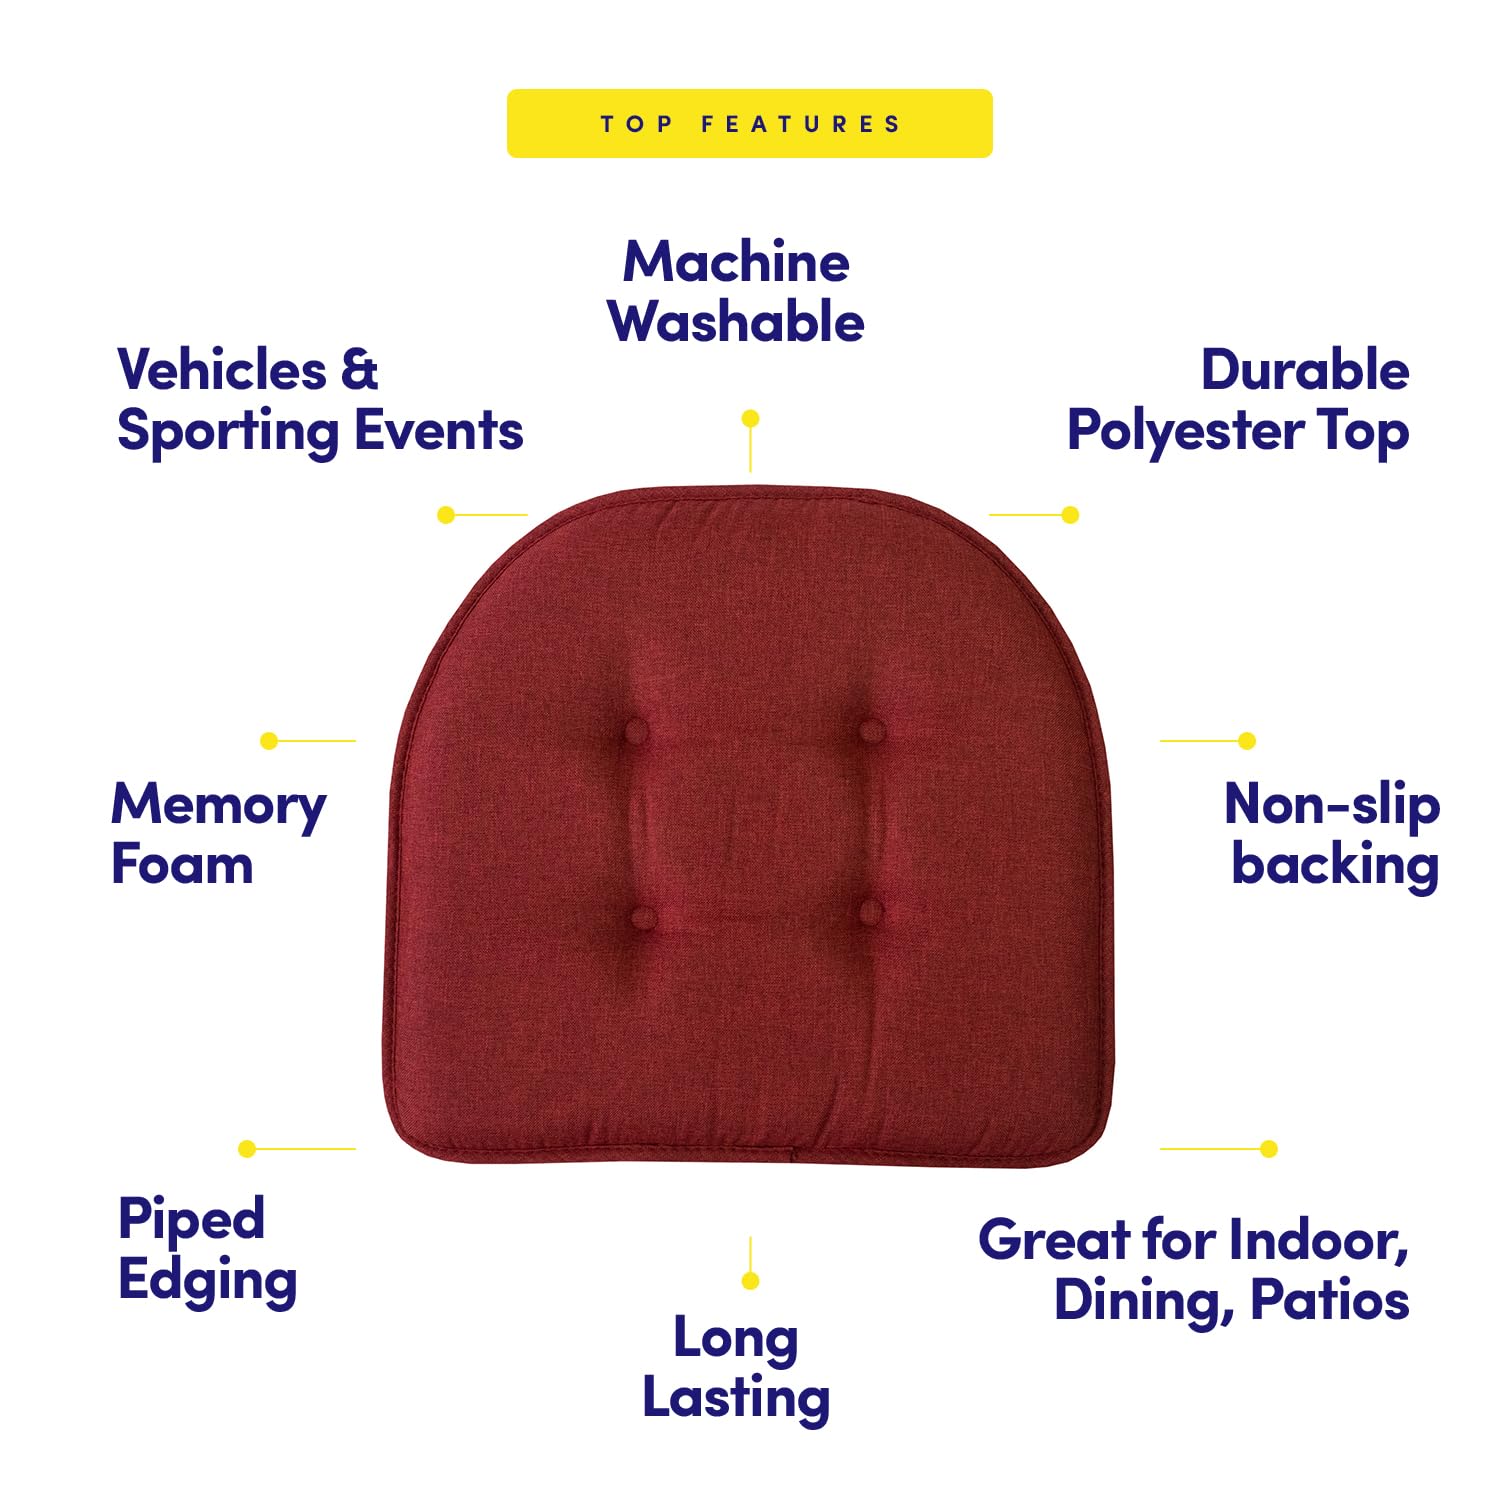 TOP FEATURES
Machine
Washable
Vehicles &
Sporting Events
Durable
Polyester Top
Memory
Foam
Non-slip
backing
Piped
Edging
Great for Indoor,
Dining, Patios
Long
Lasting